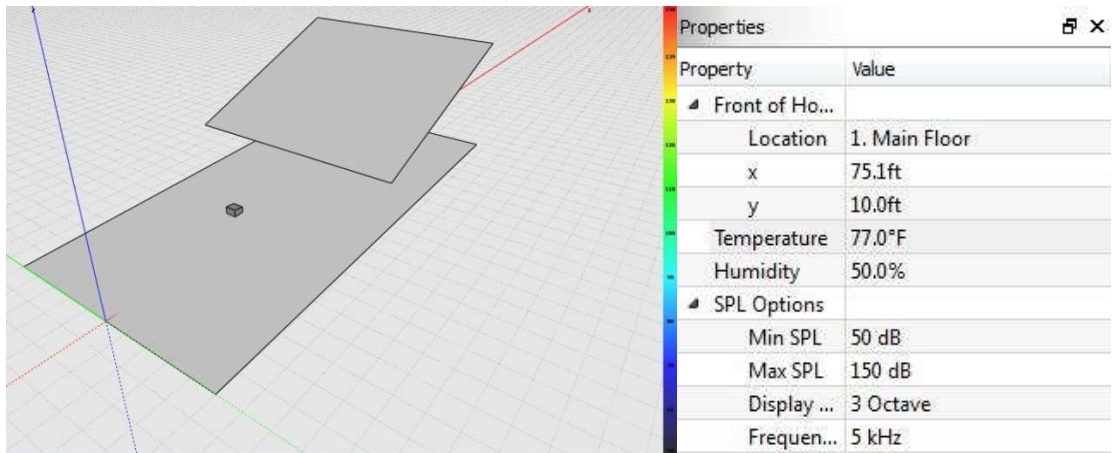 Properties
Property Value
Front of Ho...
Location 1. Main Floor
x 75.1ft
y 10.0ft
Temperature 77.0°F
Humidity 50.0%
SPL Options
Min SPL 50 dB
Max SPL 150 dB
Display ... 3 Octave
Frequen... 5 kHz